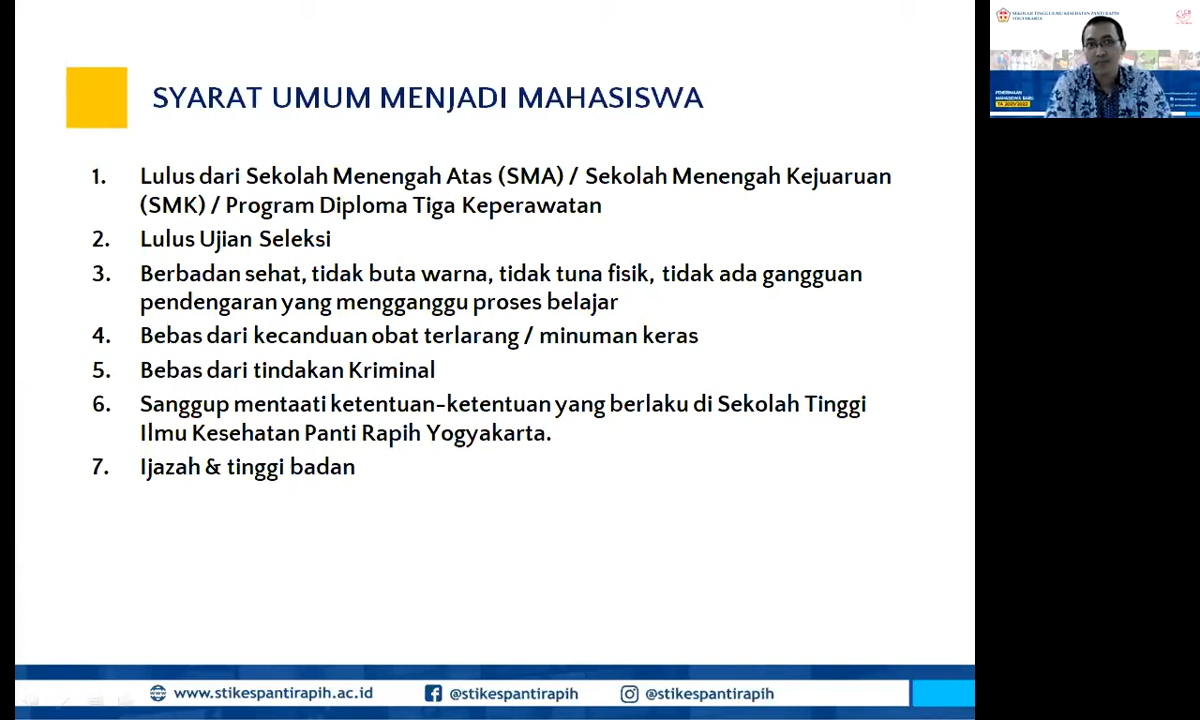 SYARAT UMUM MENJADI MAHASISWA
1. Lulus dari Sekolah Menengah Atas (SMA) / Sekolah Menengah Kejuaruan
(SMK) / Program Diploma Tiga Keperawatan
2. Lulus Ujian Seleksi
3. Berbadan sehat, tidak buta warna, tidak tuna fisik, tidak ada gangguan
pendengaran yang mengganggu proses belajar
4. Bebas dari kecanduan obat terlarang / minuman keras
5. Bebas dari tindakan Kriminal
6. Sanggup mentaati ketentuan-ketentuan yang berlaku di Sekolah Tinggi
Ilmu Kesehatan Panti Rapih Yogyakarta.
7. Ijazah & tinggi badan
www.stikespantirapih.ac.id @stikespantirapih @stikespantirapih
SEKOLAH TINGGI ILMU KESEHATAN PANTI RAPIH
YOGYAKARTA
PENERIMAAN
MAHASISWA BARU
TA 2021/2022